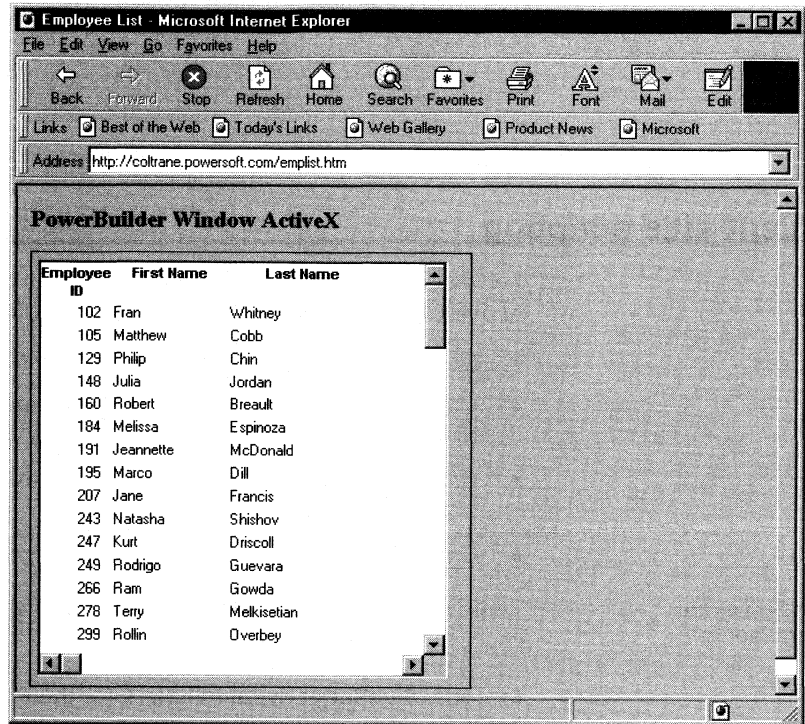 Employee List - Microsoft Internet Explorer
File Edit View Go Favorites Help
Back Forward Stop Refresh Home Search Favorites Print Font Mail Edit
Links Best of the Web Today's Links Web Gallery Product News Microsoft
Address http://coltrane.powersoft.com/emplist.htm
PowerBuilder Window ActiveX
Employee ID First Name Last Name
102 Fran Whitney
105 Matthew Cobb
129 Philip Chin
148 Julia Jordan
160 Robert Breault
184 Melissa Espinoza
191 Jeannette McDonald
195 Marco Dill
207 Jane Francis
243 Natasha Shishov
247 Kurt Driscoll
249 Rodrigo Guevara
266 Ram Gowda
278 Terry Melkisetian
299 Rollin Overbey